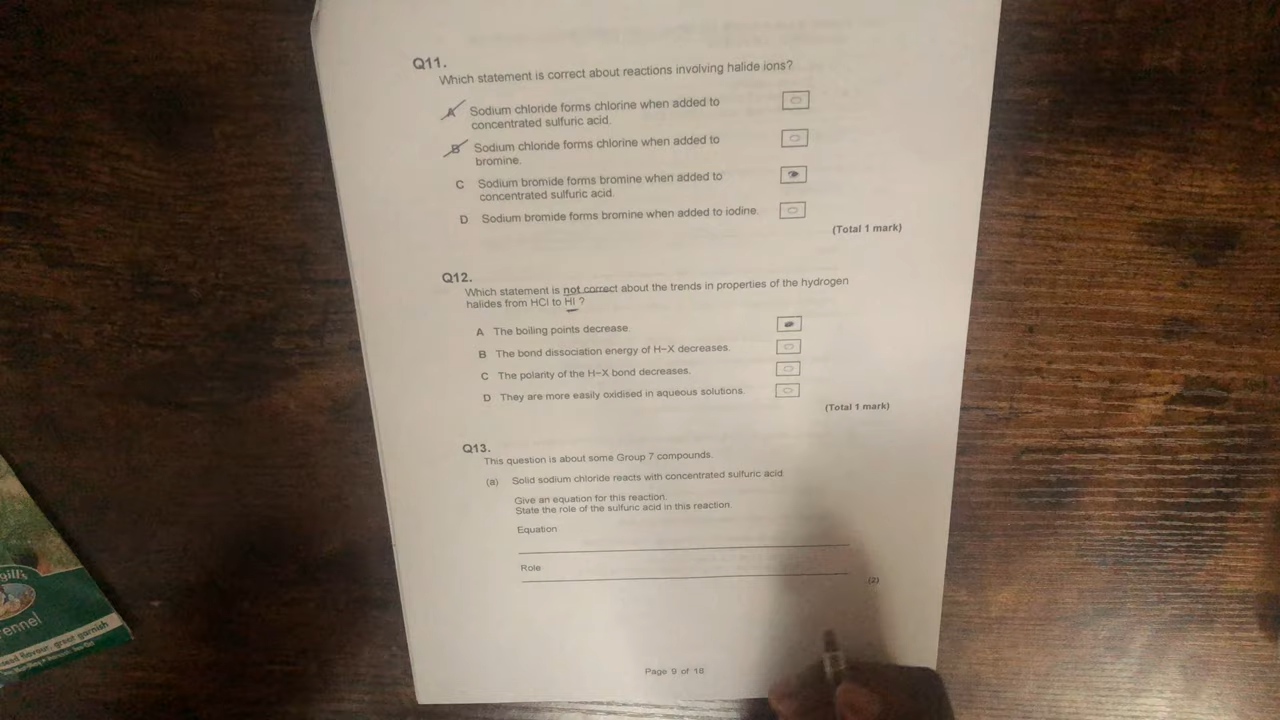 Q11.
Which statement is correct about reactions involving halide ions?
A Sodium chloride forms chlorine when added to
concentrated sulfuric acid.
B Sodium chloride forms chlorine when added to
bromine.
C Sodium bromide forms bromine when added to
concentrated sulfuric acid.
D Sodium bromide forms bromine when added to iodine.
(Total 1 mark)
Q12.
Which statement is not correct about the trends in properties of the hydrogen
halides from HCl to HI ?
A The boiling points decrease.
B The bond dissociation energy of H–X decreases.
C The polarity of the H–X bond decreases.
D They are more easily oxidised in aqueous solutions.
(Total 1 mark)
Q13.
This question is about some Group 7 compounds.
(a) Solid sodium chloride reacts with concentrated sulfuric acid
Give an equation for this reaction.
State the role of the sulfuric acid in this reaction.
Equation
Role
(2)
Page 9 of 18
gill's
ennel
seed flavour, great garnish